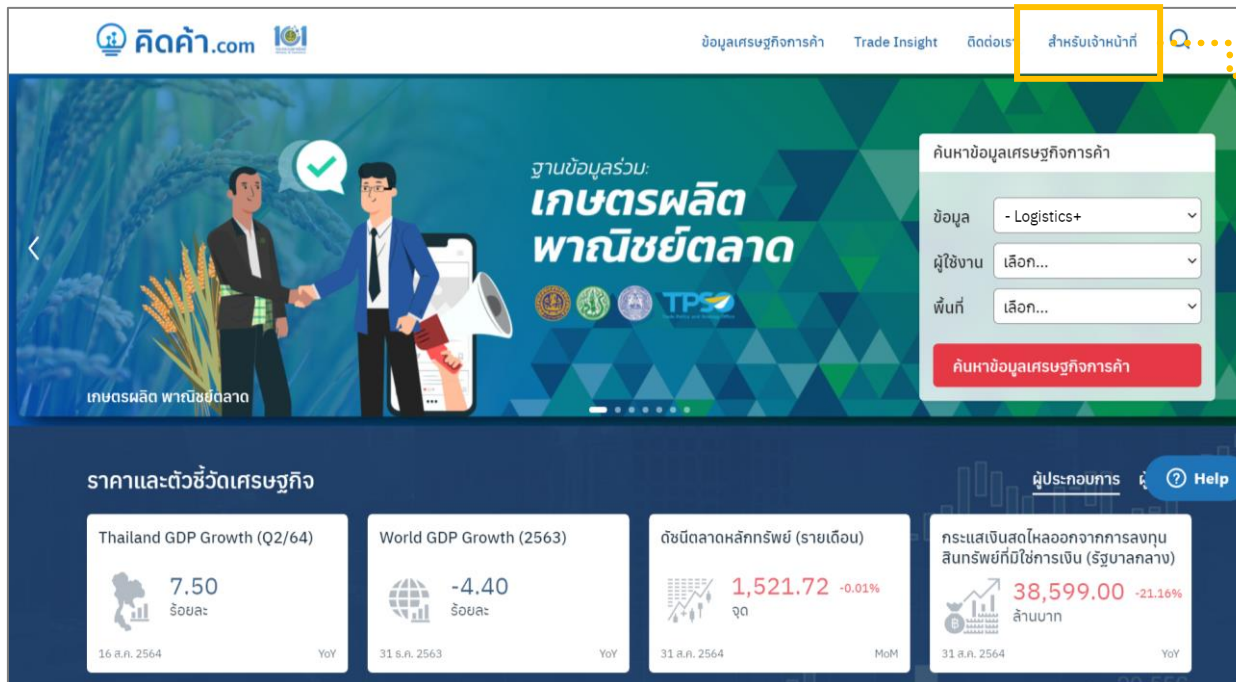 คิดค้า.com
ข้อมูลเศรษฐกิจการค้า
Trade Insight
ติดต่อเรา
สำหรับเจ้าหน้าที่
ฐานข้อมูลร่วม:
เกษตรผลิต
พาณิชย์ตลาด
TPSO
เกษตรผลิต พาณิชย์ตลาด
ค้นหาข้อมูลเศรษฐกิจการค้า
ข้อมูล
- Logistics+
ผู้ใช้งาน
เลือก...
พื้นที่
เลือก...
ค้นหาข้อมูลเศรษฐกิจการค้า
ราคาและตัวชี้วัดเศรษฐกิจ
ผู้ประกอบการ
Help
Thailand GDP Growth (Q2/64)
7.50
ร้อยละ
16 ส.ค. 2564
YoY
World GDP Growth (2563)
-4.40
ร้อยละ
31 ธ.ค. 2563
YoY
ดัชนีตลาดหลักทรัพย์ (รายเดือน)
1,521.72 -0.01%
จุด
31 ส.ค. 2564
MoM
กระแสเงินสดไหลออกจากการลงทุน
สินทรัพย์ที่มิใช่การเงิน (รัฐบาลกลาง)
38,599.00 -21.16%
ล้านบาท
31 ส.ค. 2564
YoY